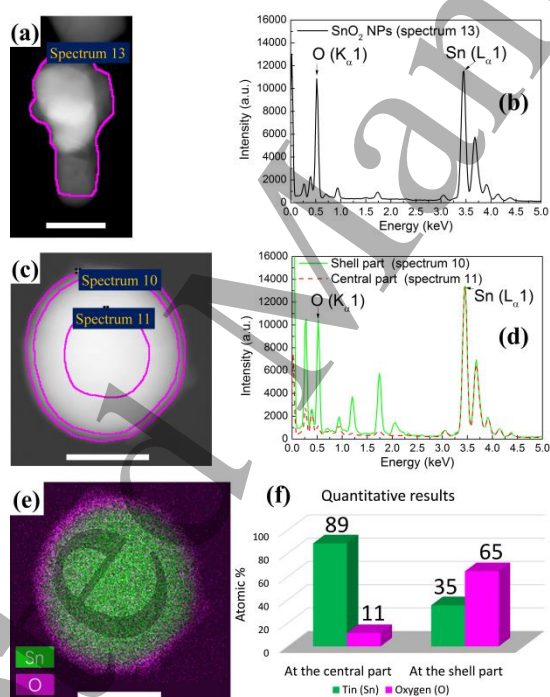 (a)
Spectrum 13
16000
14000
12000
10000
8000
6000
4000
2000
0
Intensity (a.u.)
SnO₂ NPs (spectrum 13)
O (Kα1)
Sn (Lα1)
(b)
0.0 0.5 1.0 1.5 2.0 2.5 3.0 3.5 4.0 4.5 5.0
Energy (keV)
(c)
Spectrum 10
Spectrum 11
16000
14000
12000
10000
8000
6000
4000
2000
0
Intensity (a.u.)
Shell part (spectrum 10)
Central part (spectrum 11)
O (Kα1)
Sn (Lα1)
(d)
0.0 0.5 1.0 1.5 2.0 2.5 3.0 3.5 4.0 4.5 5.0
Energy (keV)
(e)
Sn
O
(f)
Quantitative results
Atomic %
100
80
60
40
20
0
89
11
35
65
At the central part At the shell part
Tin (Sn) Oxygen (O)